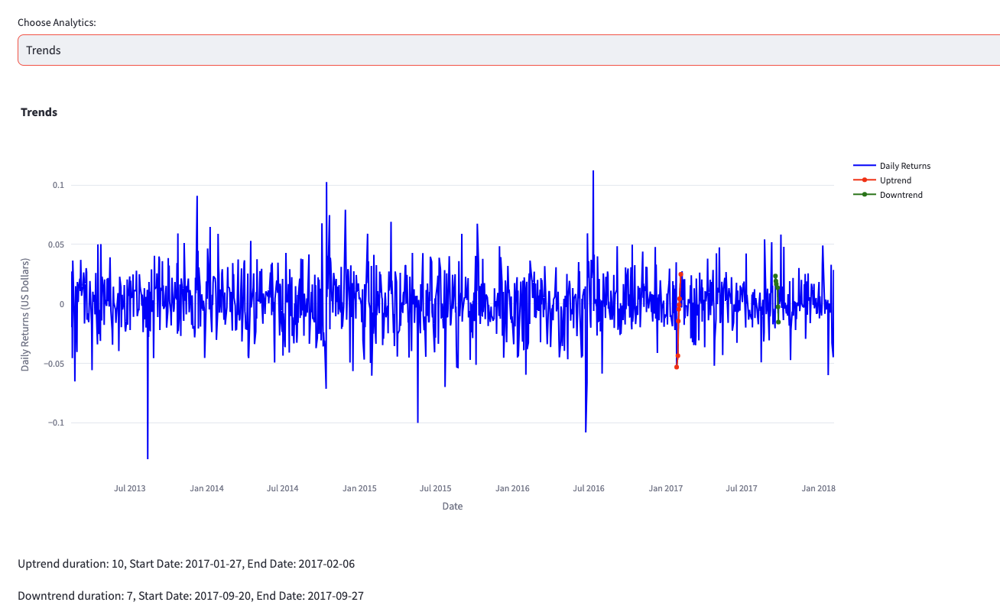 Choose Analytics:
Trends
Trends
Daily Returns
Uptrend
Downtrend
Daily Returns (US Dollars)
0.1
0.05
0
−0.05
−0.1
Jul 2013 Jan 2014 Jul 2014 Jan 2015 Jul 2015 Jan 2016 Jul 2016 Jan 2017 Jul 2017 Jan 2018
Date
Uptrend duration: 10, Start Date: 2017-01-27, End Date: 2017-02-06
Downtrend duration: 7, Start Date: 2017-09-20, End Date: 2017-09-27